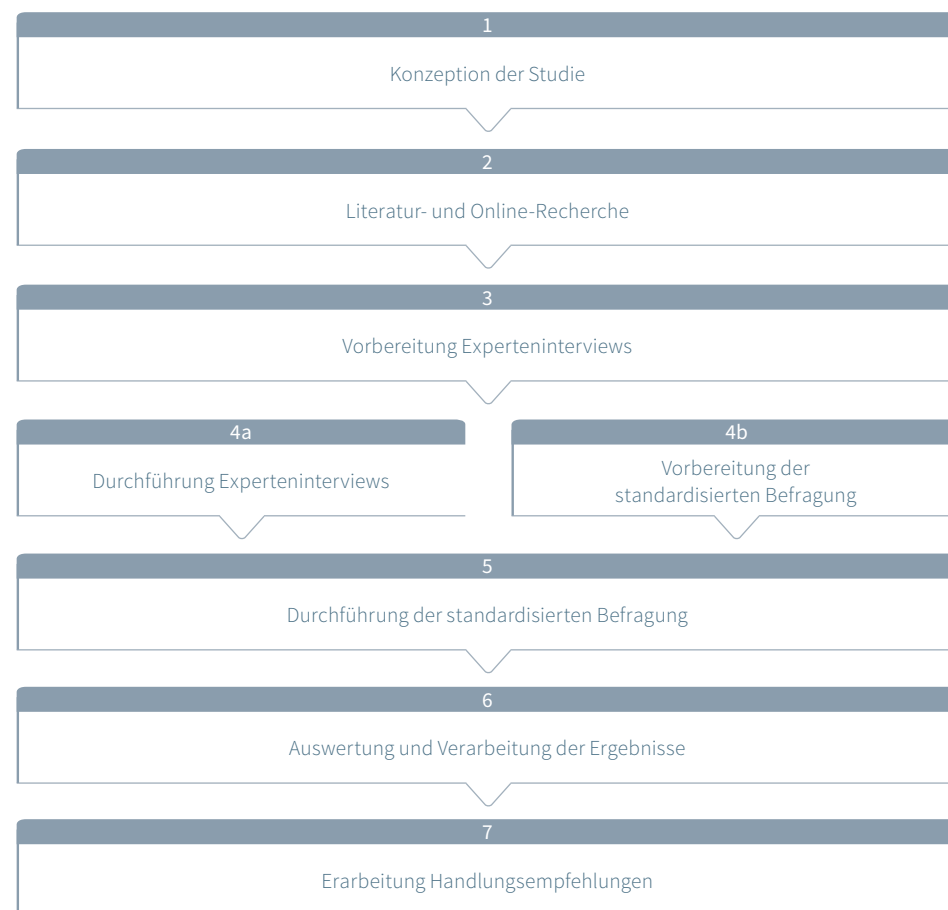 1
Konzeption der Studie
2
Literatur- und Online-Recherche
3
Vorbereitung Experteninterviews
4a
Durchführung Experteninterviews
4b
Vorbereitung der
standardisierten Befragung
5
Durchführung der standardisierten Befragung
6
Auswertung und Verarbeitung der Ergebnisse
7
Erarbeitung Handlungsempfehlungen